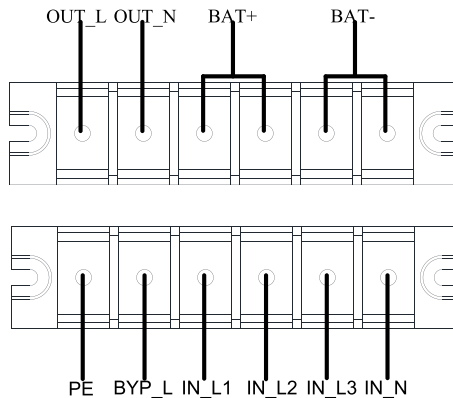 OUT_L OUT_N BAT+ BAT-
PE BYP_L IN_L1 IN_L2 IN_L3 IN_N